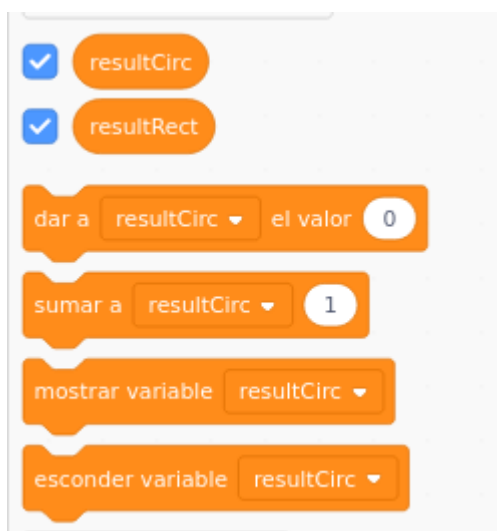 resultCirc
resultRect
dar a resultCirc el valor 0
sumar a resultCirc 1
mostrar variable resultCirc
esconder variable resultCirc